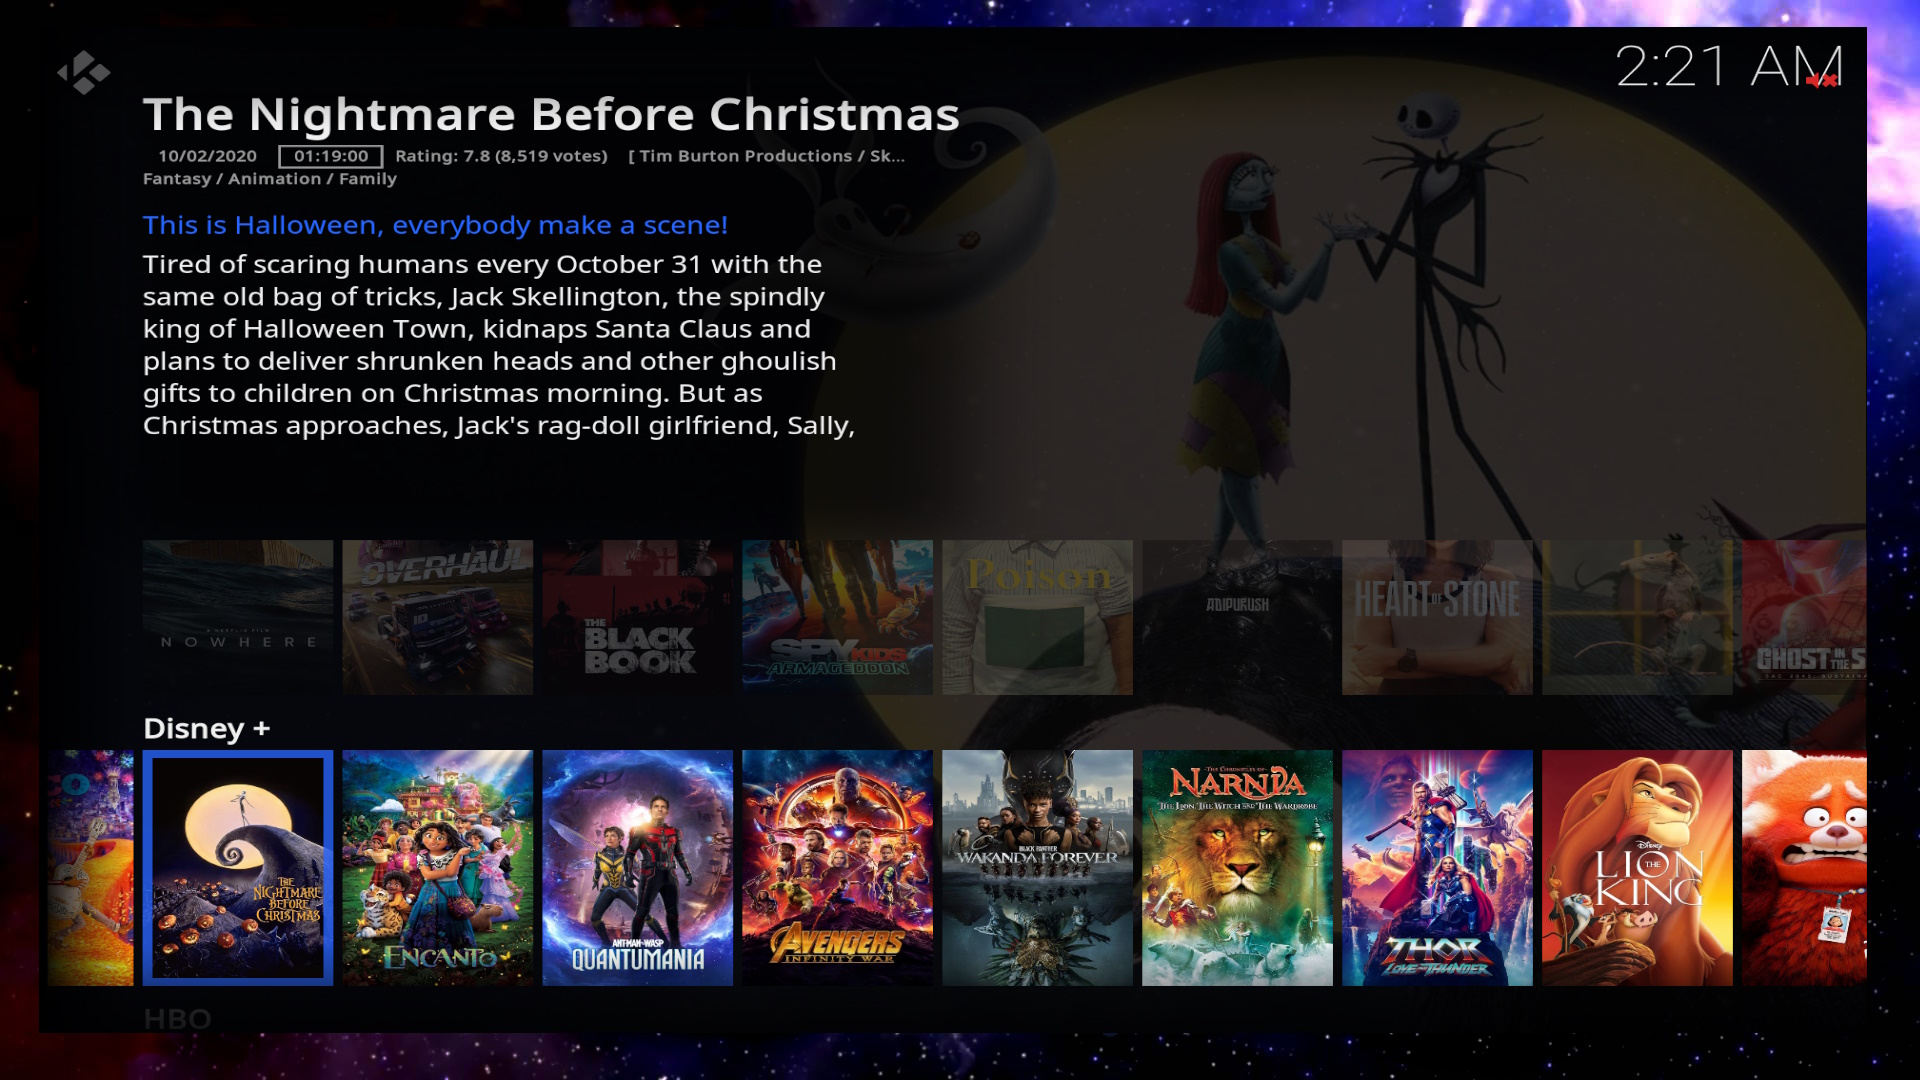 2:21 AM
The Nightmare Before Christmas
10/02/2020 01:19:00 Rating: 7.8 (8,519 votes) [ Tim Burton Productions / Sk...
Fantasy / Animation / Family
This is Halloween, everybody make a scene!
Tired of scaring humans every October 31 with the
same old bag of tricks, Jack Skellington, the spindly
king of Halloween Town, kidnaps Santa Claus and
plans to deliver shrunken heads and other ghoulish
gifts to children on Christmas morning. But as
Christmas approaches, Jack's rag-doll girlfriend, Sally,
A NETFLIX FILM
NOWHERE
OVERHAUL
THE
BLACK
BOOK
SPY KIDS
ARMAGEDDON
Poison
ADIPURUSH
HEART OF STONE
GHOST IN THE S
Disney +
THE
NIGHTMARE
BEFORE
CHRISTMAS
ENCANTO
ANT-MAN AND WASP
QUANTUMANIA
AVENGERS
INFINITY WAR
BLACK PANTHER
WAKANDA FOREVER
THE CHRONICLES OF
NARNIA
THE LION, THE WITCH AND THE WARDROBE
THOR
LOVE AND THUNDER
Disney
THE
LION
KING
HBO